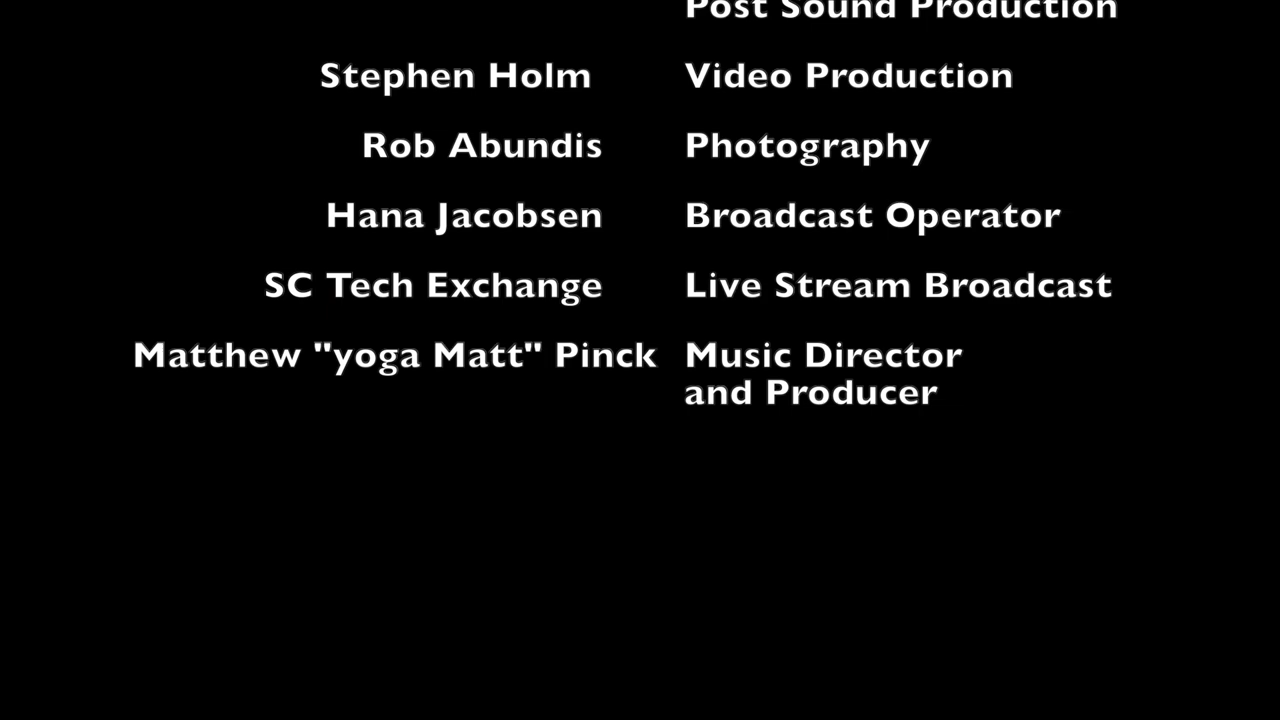 Post Sound Production
Stephen Holm Video Production
Rob Abundis Photography
Hana Jacobsen Broadcast Operator
SC Tech Exchange Live Stream Broadcast
Matthew "yoga Matt" Pinck Music Director
and Producer